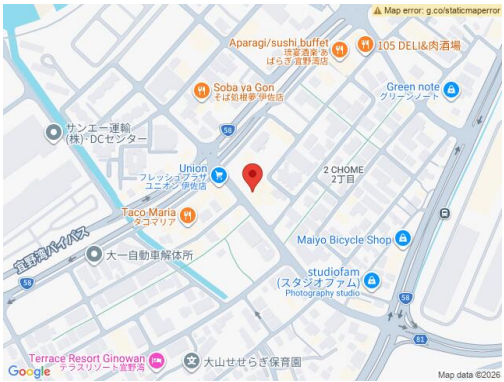 Map error: g.co/staticmaperror
Aparagi/sushi buffet
琉宴酒楽·あ
ぱらぎ 宜野湾店
105 DELI&肉酒場
Soba ya Gon
そば処根夢 伊佐店
Green note
グリーンノート
サンエー運輸
(株)·DCセンター
58
Union
フレッシュプラザ
ユニオン 伊佐店
2 CHOME
2丁目
Taco Maria
タコマリア
宜野湾バイパス
大一自動車解体所
Maiyo Bicycle Shop
58
studiofam
(スタジオファム)
Photography studio
58
81
Terrace Resort Ginowan
テラスリゾート宜野湾
大山せせらぎ保育園
Google
Map data ©2026